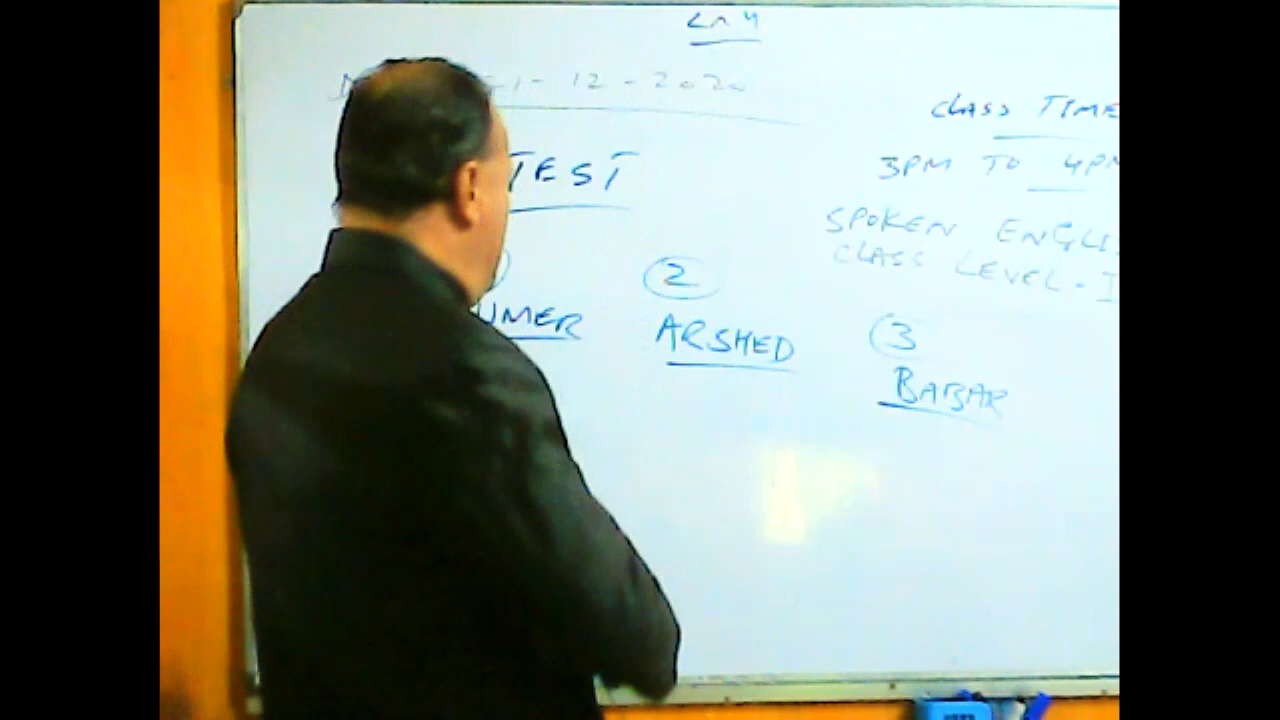 12-2020
TEST
CLASS TIME
3PM TO 4PM
SPOKEN ENGLI
CLASS LEVEL-I
UMER
2
ARSHED
3
BABAR